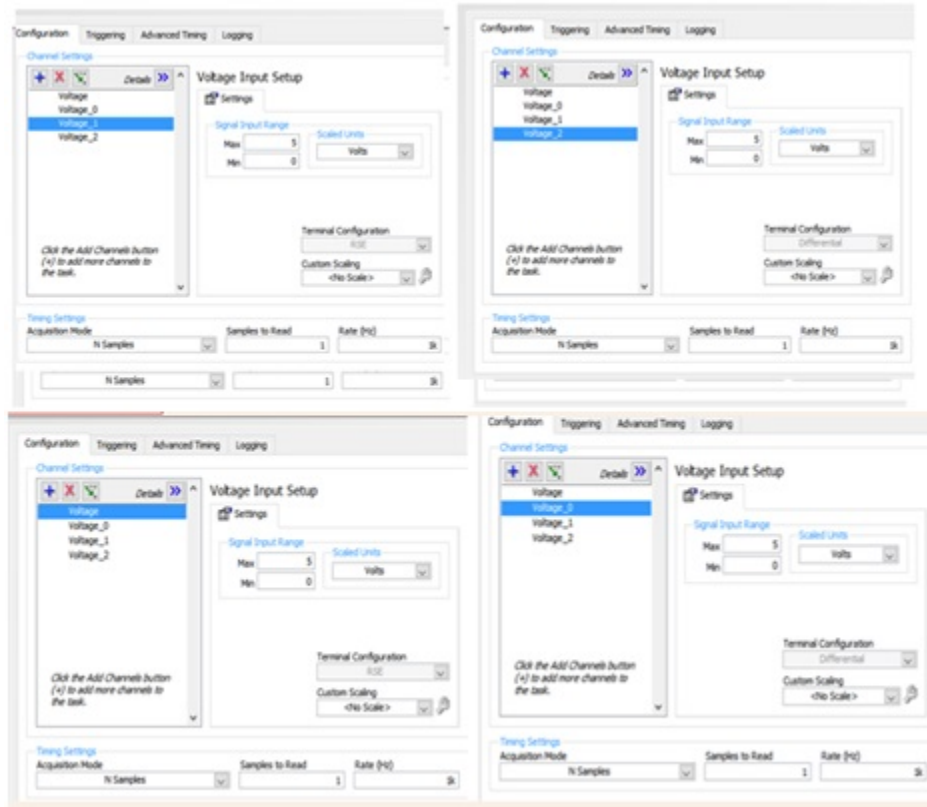 Configuration Triggering Advanced Timing Logging
Channel Settings
Details
Voltage Input Setup
Voltage
Voltage_0
Voltage_1
Voltage_2
Settings
Signal Input Range
Max 5
Min 0
Scaled Units
Volts
Click the Add Channels button
(+) to add more channels to
the task.
Terminal Configuration
RSE
Custom Scaling
<No Scale>
Timing Settings
Acquisition Mode Samples to Read Rate (Hz)
N Samples 1 1k
N Samples 1 1k
Configuration Triggering Advanced Timing Logging
Channel Settings
Details
Voltage Input Setup
Voltage
Voltage_0
Voltage_1
Voltage_2
Settings
Signal Input Range
Max 5
Min 0
Scaled Units
Volts
Click the Add Channels button
(+) to add more channels to
the task.
Terminal Configuration
Differential
Custom Scaling
<No Scale>
Timing Settings
Acquisition Mode Samples to Read Rate (Hz)
N Samples 1 1k
Configuration Triggering Advanced Timing Logging
Channel Settings
Details
Voltage Input Setup
Voltage
Voltage_0
Voltage_1
Voltage_2
Settings
Signal Input Range
Max 5
Min 0
Scaled Units
Volts
Click the Add Channels button
(+) to add more channels to
the task.
Terminal Configuration
RSE
Custom Scaling
<No Scale>
Timing Settings
Acquisition Mode Samples to Read Rate (Hz)
N Samples 1 1k
Configuration Triggering Advanced Timing Logging
Channel Settings
Details
Voltage Input Setup
Voltage
Voltage_0
Voltage_1
Voltage_2
Settings
Signal Input Range
Max 5
Min 0
Scaled Units
Volts
Click the Add Channels button
(+) to add more channels to
the task.
Terminal Configuration
Differential
Custom Scaling
<No Scale>
Timing Settings
Acquisition Mode Samples to Read Rate (Hz)
N Samples 1 1k